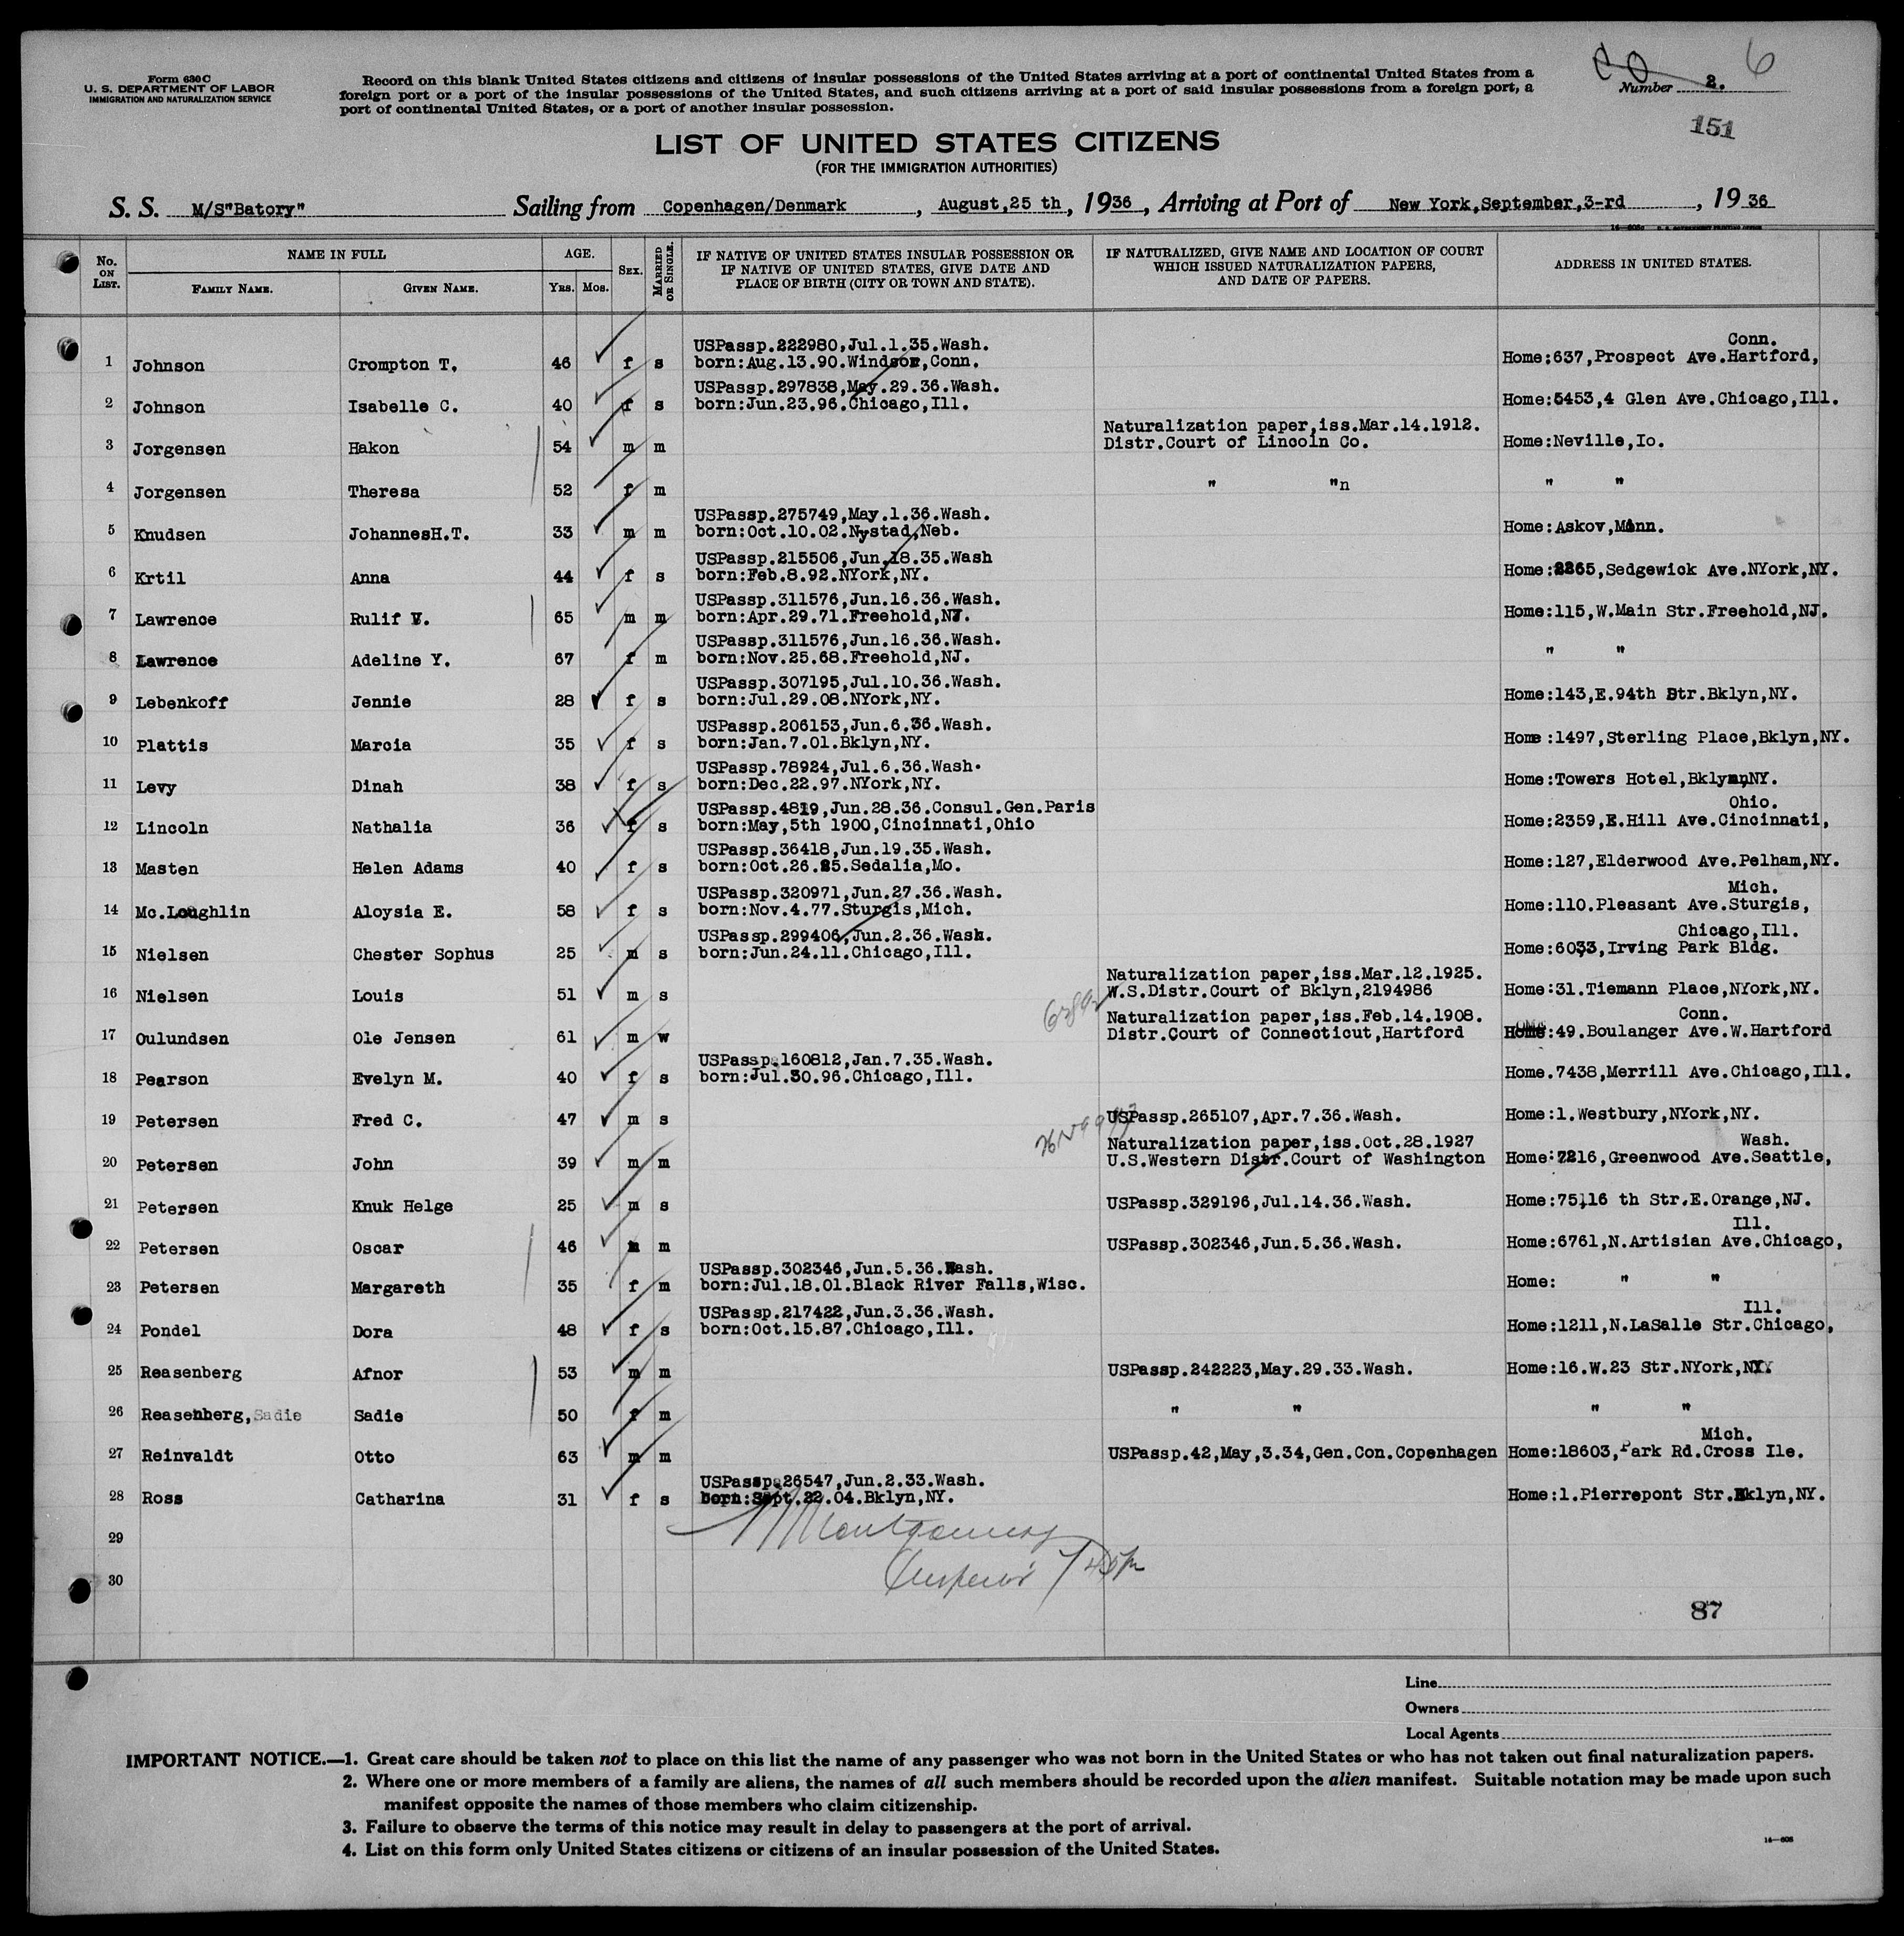 Form 630 C
U. S. DEPARTMENT OF LABOR
IMMIGRATION AND NATURALIZATION SERVICE
Record on this blank United States citizens and citizens of insular possessions of the United States arriving at a port of continental United States from a
foreign port or a port of the insular possessions of the United States, and such citizens arriving at a port of said insular possessions from a foreign port, a
port of continental United States, or a port of another insular possession.
Number 2.
6
151
LIST OF UNITED STATES CITIZENS
(FOR THE IMMIGRATION AUTHORITIES)
S. S. M/S"Batory" Sailing from Copenhagen/Denmark, August,25 th, 1936, Arriving at Port of New York,September,3-rd, 1936
No. ON LIST.
NAME IN FULL
FAMILY NAME. GIVEN NAME.
AGE.
YRS. MOS.
SEX.
MARRIED OR SINGLE.
IF NATIVE OF UNITED STATES INSULAR POSSESSION OR
IF NATIVE OF UNITED STATES, GIVE DATE AND
PLACE OF BIRTH (CITY OR TOWN AND STATE).
IF NATURALIZED, GIVE NAME AND LOCATION OF COURT
WHICH ISSUED NATURALIZATION PAPERS,
AND DATE OF PAPERS.
ADDRESS IN UNITED STATES.
USPassp.222980,Jul.1.35.Wash. Conn.
1 Johnson Crompton T. 46 f s born:Aug.13.90.Windsor,Conn. Home:637,Prospect Ave.Hartford,
USPassp.297838,May.29.36.Wash.
2 Johnson Isabelle C. 40 f s born:Jun.23.96.Chicago,Ill. Home:5453,4 Glen Ave.Chicago,Ill.
Naturalization paper,iss.Mar.14.1912.
3 Jorgensen Hakon 54 m m Distr.Court of Lincoln Co. Home:Neville,Io.
4 Jorgensen Theresa 52 f m " "n " "
USPassp.275749,May.1.36.Wash.
5 Knudsen JohannesH.T. 33 m m born:Oct.10.02.Nystad,Neb. Home:Askov,Minn.
USPassp.215506,Jun.18.35.Wash
6 Krtil Anna 44 f s born:Feb.8.92.NYork,NY. Home:2265,Sedgewick Ave.NYork,NY.
USPassp.311576,Jun.16.36.Wash.
7 Lawrence Rulif V. 65 m m born:Apr.29.71.Freehold,NJ. Home:115,W.Main Str.Freehold,NJ.
USPassp.311576,Jun.16.36.Wash.
8 Lawrence Adeline Y. 67 f m born:Nov.25.68.Freehold,NJ. " "
USPassp.307195,Jul.10.36.Wash.
9 Lebenkoff Jennie 28 f s born:Jul.29.08.NYork,NY. Home:143,E.94th Str.Bklyn,NY.
USPassp.206153,Jun.6.36.Wash.
10 Plattis Marcia 35 f s born:Jan.7.01.Bklyn,NY. Home :1497,Sterling Place,Bklyn,NY.
USPassp.78924,Jul.6.36.Wash.
11 Levy Dinah 38 f s born:Dec.22.97.NYork,NY. Home:Towers Hotel,Bklyn,NY.
USPassp.4819,Jun.28.36.Consul.Gen.Paris Ohio.
12 Lincoln Nathalia 36 f s born:May,5th 1900,Cincinnati,Ohio Home:2359,E.Hill Ave.Cincinnati,
USPassp.36418,Jun.19.35.Wash.
13 Masten Helen Adams 40 f s born:Oct.26.85.Sedalia,Mo. Home:127,Elderwood Ave.Pelham,NY.
USPassp.320971,Jun.27.36.Wash. Mich.
14 Mc.Loughlin Aloysia E. 58 f s born:Nov.4.77.Sturgis,Mich. Home:110.Pleasant Ave.Sturgis,
USPassp.299406,Jun.2.36.Wash. Chicago,Ill.
15 Nielsen Chester Sophus 25 m s born:Jun.24.11.Chicago,Ill. Home:6033,Irving Park Bldg.
Naturalization paper,iss.Mar.12.1925.
16 Nielsen Louis 51 m s W.S.Distr.Court of Bklyn,2194986 Home:31.Tiemann Place,NYork,NY.
Naturalization paper,iss.Feb.14.1908. Conn.
17 Oulundsen Ole Jensen 61 m w Distr.Court of Connecticut,Hartford Home:49.Boulanger Ave.W.Hartford
USPassp.160812,Jan.7.35.Wash.
18 Pearson Evelyn M. 40 f s born:Jul.30.96.Chicago,Ill. Home.7438,Merrill Ave.Chicago,Ill.
19 Petersen Fred C. 47 m s USPassp.265107,Apr.7.36.Wash. Home:1.Westbury,NYork,NY.
Naturalization paper,iss.Oct.28.1927 Wash.
20 Petersen John 39 m m U.S.Western Distr.Court of Washington Home:7216,Greenwood Ave.Seattle,
21 Petersen Knuk Helge 25 m s USPassp.329196,Jul.14.36.Wash. Home:75,16 th Str.E.Orange,NJ.
Ill.
22 Petersen Oscar 46 m m USPassp.302346,Jun.5.36.Wash. Home:6761,N.Artisian Ave.Chicago,
USPassp.302346,Jun.5.36.Wash.
23 Petersen Margareth 35 f m born:Jul.18.01.Black River Falls,Wisc. Home: " "
USPassp.217422,Jun.3.36.Wash. Ill.
24 Pondel Dora 48 f s born:Oct.15.87.Chicago,Ill. Home:1211,N.LaSalle Str.Chicago,
25 Reasenberg Afnor 53 m m USPassp.242223,May.29.33.Wash. Home:16.W.23 Str.NYork,NY.
26 Reasenberg,Sadie Sadie 50 f m " " " "
Mich.
27 Reinvaldt Otto 63 m m USPassp.42,May,3.34,Gen.Con.Copenhagen Home:18603,Park Rd.Cross Ile.
USPassp.26547,Jun.2.33.Wash.
28 Ross Catharina 31 f s born:Sept.22.04.Bklyn,NY. Home:1.Pierrepont Str.Bklyn,NY.
29
Montgomery
30
Inspector
87
Line
Owners
Local Agents
IMPORTANT NOTICE.—1. Great care should be taken not to place on this list the name of any passenger who was not born in the United States or who has not taken out final naturalization papers.
2. Where one or more members of a family are aliens, the names of all such members should be recorded upon the alien manifest. Suitable notation may be made upon such
manifest opposite the names of those members who claim citizenship.
3. Failure to observe the terms of this notice may result in delay to passengers at the port of arrival.
4. List on this form only United States citizens or citizens of an insular possession of the United States.
14—608